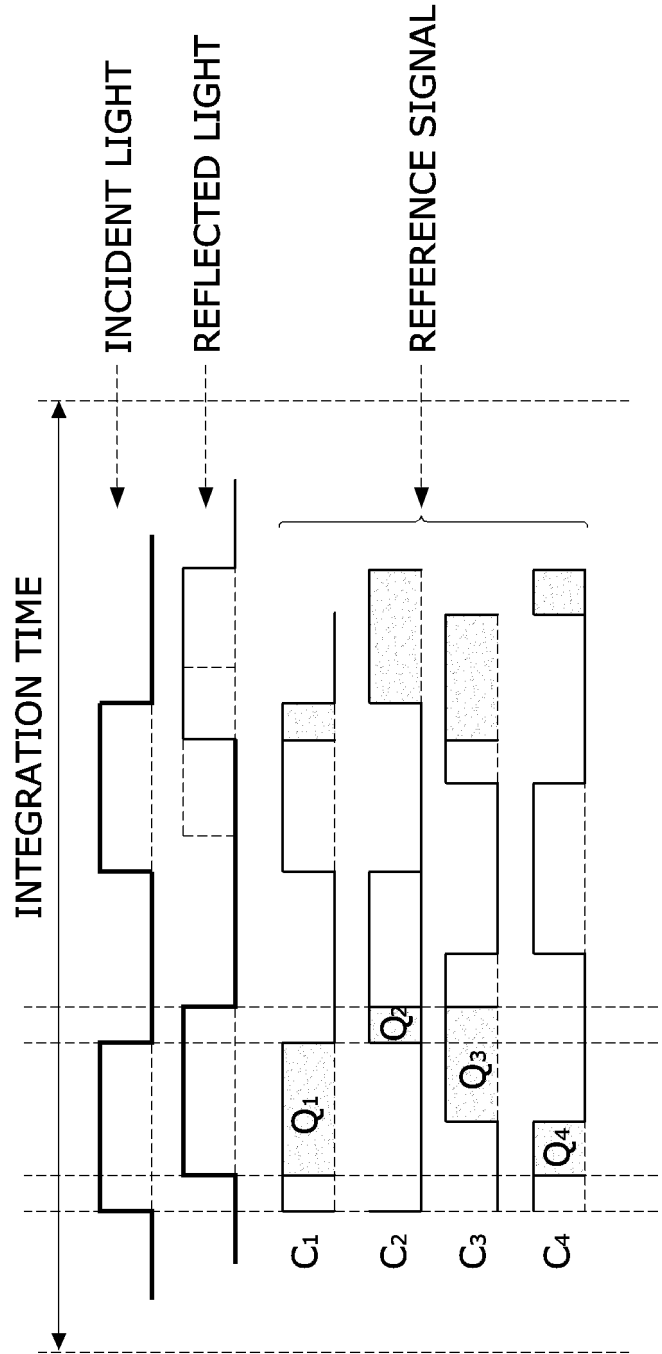 INTEGRATION TIME
INCIDENT LIGHT
REFLECTED LIGHT
REFERENCE SIGNAL
C1 Q1
C2 Q2
C3 Q3
C4 Q4